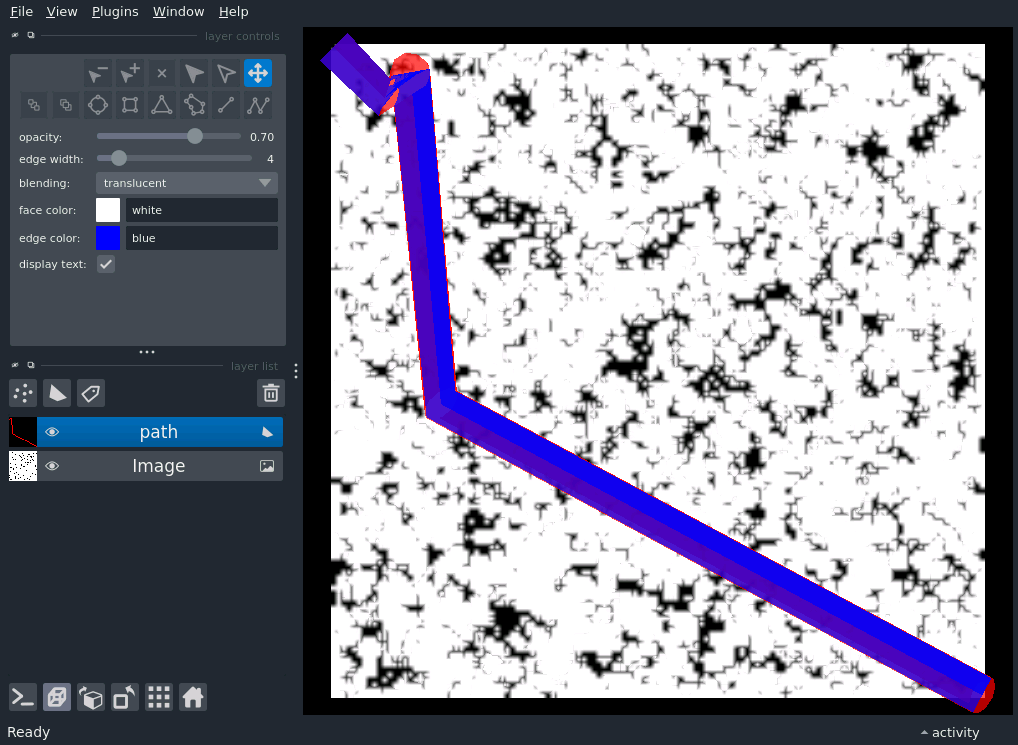 File View Plugins Window Help
layer controls
opacity: 0.70
edge width: 4
blending: translucent
face color: white
edge color: blue
display text:
layer list
path
Image
Ready
activity